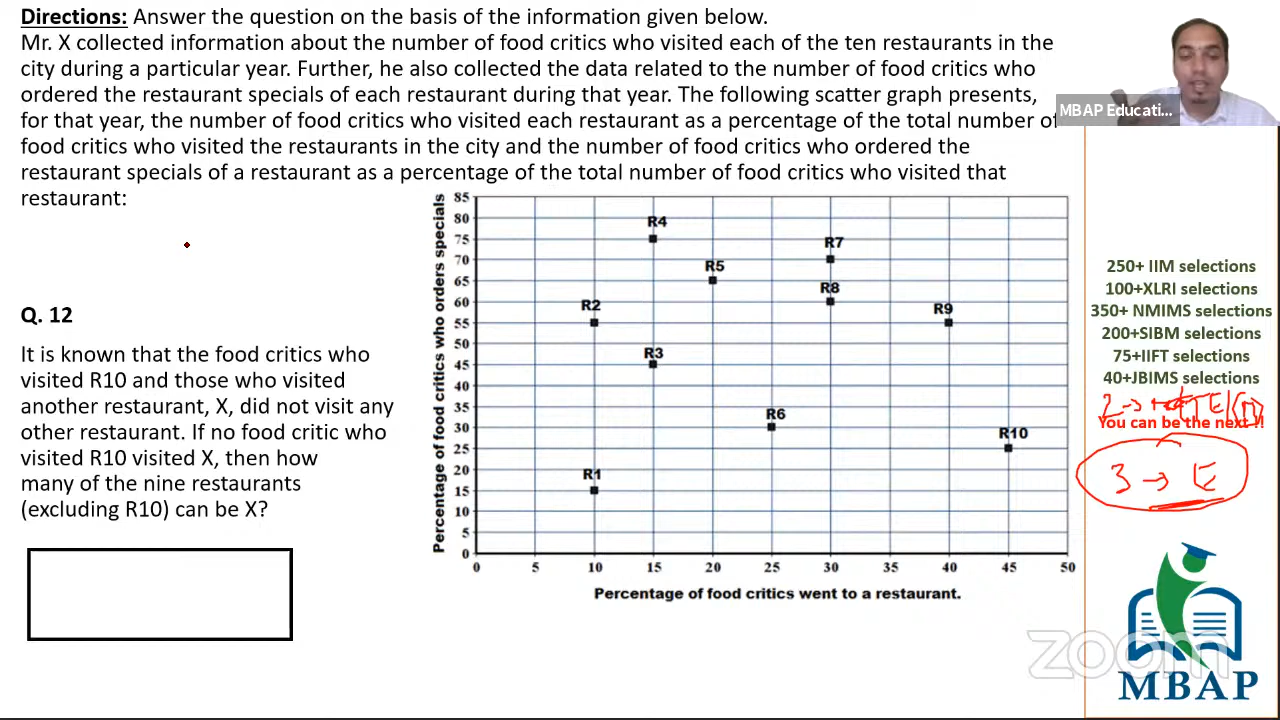 Directions: Answer the question on the basis of the information given below.
Mr. X collected information about the number of food critics who visited each of the ten restaurants in the
city during a particular year. Further, he also collected the data related to the number of food critics who
ordered the restaurant specials of each restaurant during that year. The following scatter graph presents,
for that year, the number of food critics who visited each restaurant as a percentage of the total number of
food critics who visited the restaurants in the city and the number of food critics who ordered the
restaurant specials of a restaurant as a percentage of the total number of food critics who visited that
restaurant:
MBAP Educati...
Q. 12
It is known that the food critics who
visited R10 and those who visited
another restaurant, X, did not visit any
other restaurant. If no food critic who
visited R10 visited X, then how
many of the nine restaurants
(excluding R10) can be X?
Percentage of food critics who orders specials
85
80
75
70
65
60
55
50
45
40
35
30
25
20
15
10
5
0
R4
R7
R5
R8
R2
R9
R3
R6
R10
R1
0 5 10 15 20 25 30 35 40 45 50
Percentage of food critics went to a restaurant.
250+ IIM selections
100+XLRI selections
350+ NMIMS selections
200+SIBM selections
75+IIFT selections
40+JBIMS selections
You can be the next !!
3 → E
zoom
MBAP